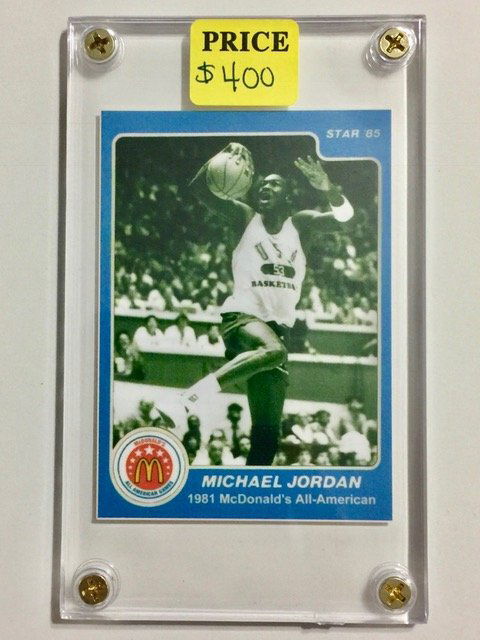 PRICE
$400
STAR '85
USA
53
BASKETBA
McDONALD'S
ALL AMERICAN GAMES
MICHAEL JORDAN
1981 McDonald's All-American